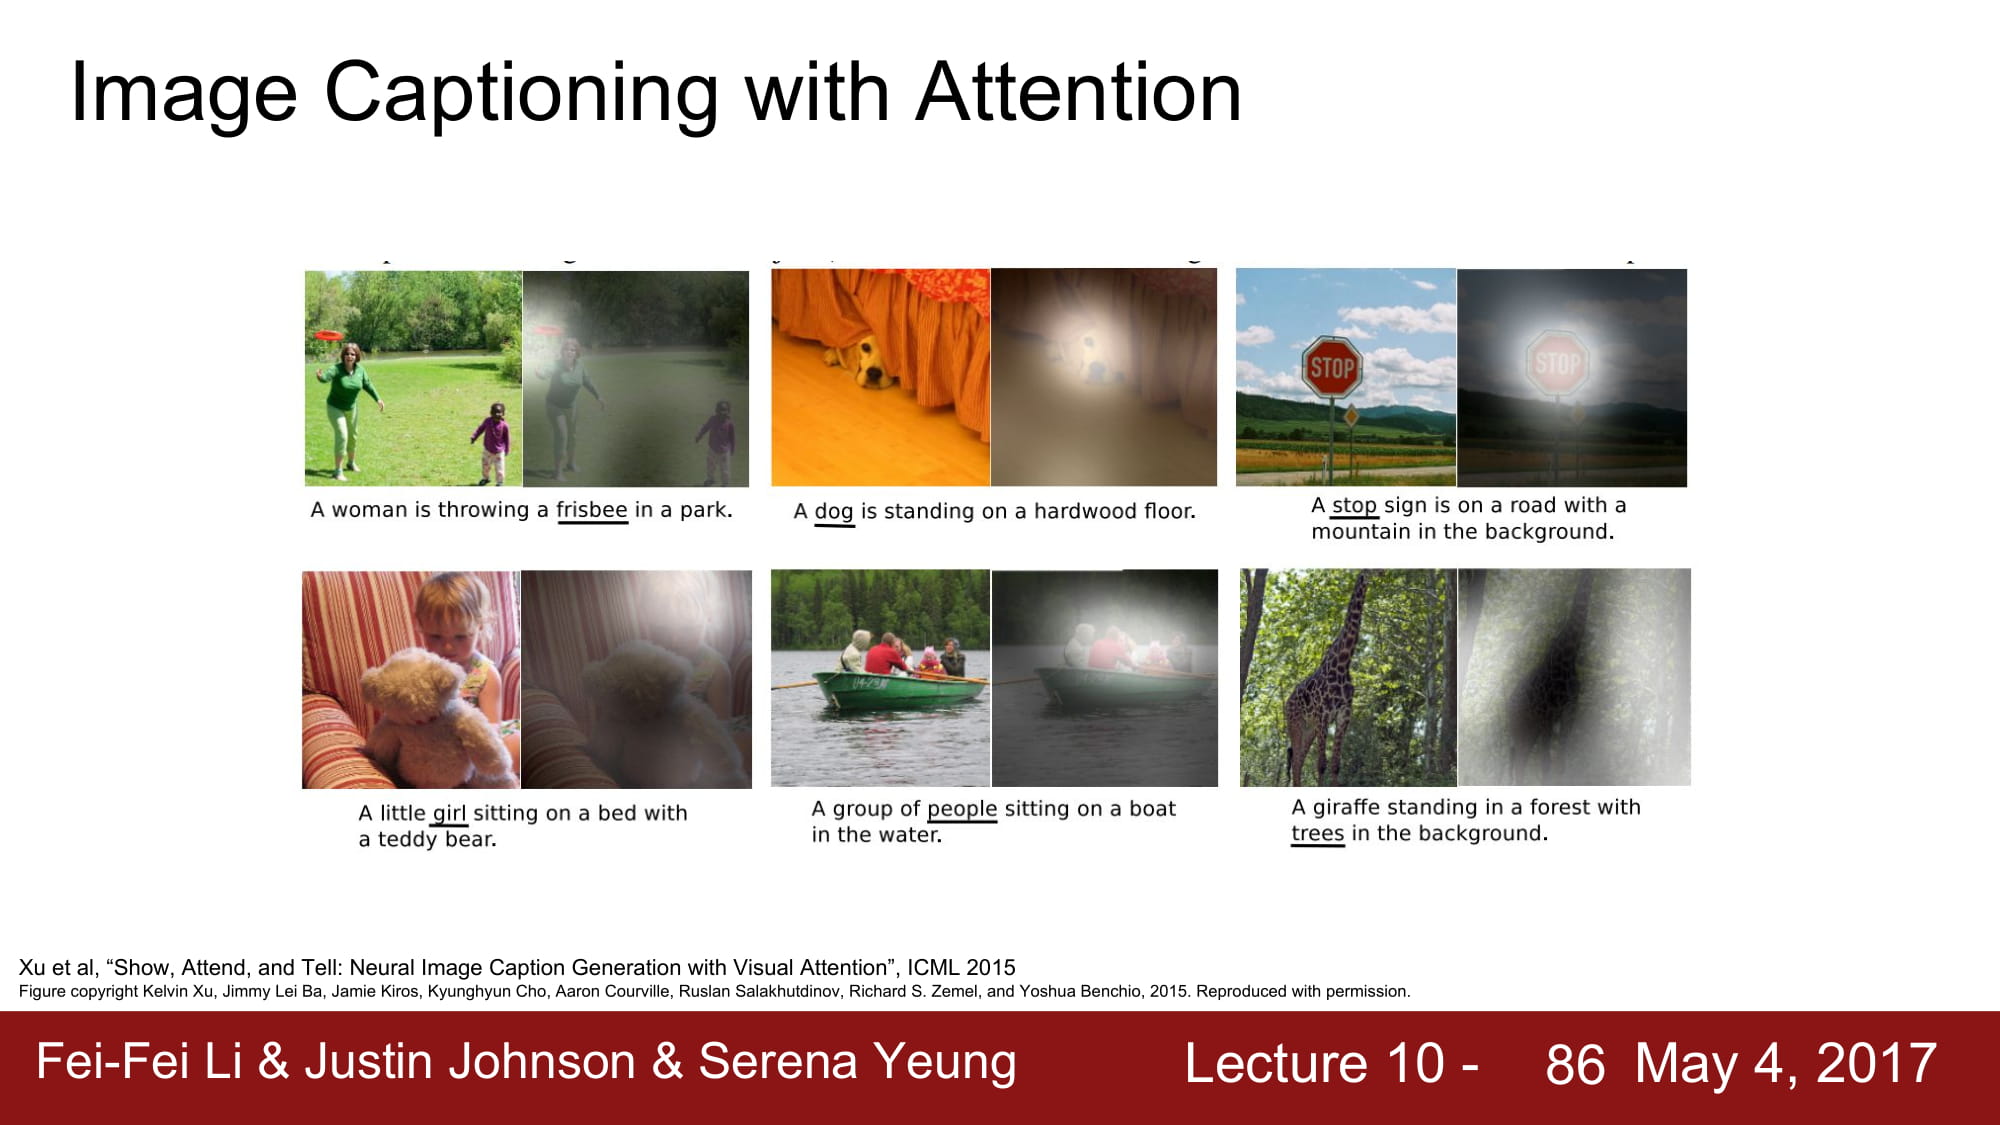 Image Captioning with Attention
STOP
STOP
A woman is throwing a frisbee in a park.
A dog is standing on a hardwood floor.
A stop sign is on a road with a
mountain in the background.
A little girl sitting on a bed with
a teddy bear.
A group of people sitting on a boat
in the water.
A giraffe standing in a forest with
trees in the background.
Xu et al, “Show, Attend, and Tell: Neural Image Caption Generation with Visual Attention”, ICML 2015
Figure copyright Kelvin Xu, Jimmy Lei Ba, Jamie Kiros, Kyunghyun Cho, Aaron Courville, Ruslan Salakhutdinov, Richard S. Zemel, and Yoshua Benchio, 2015. Reproduced with permission.
Fei-Fei Li & Justin Johnson & Serena Yeung
Lecture 10 - 86 May 4, 2017